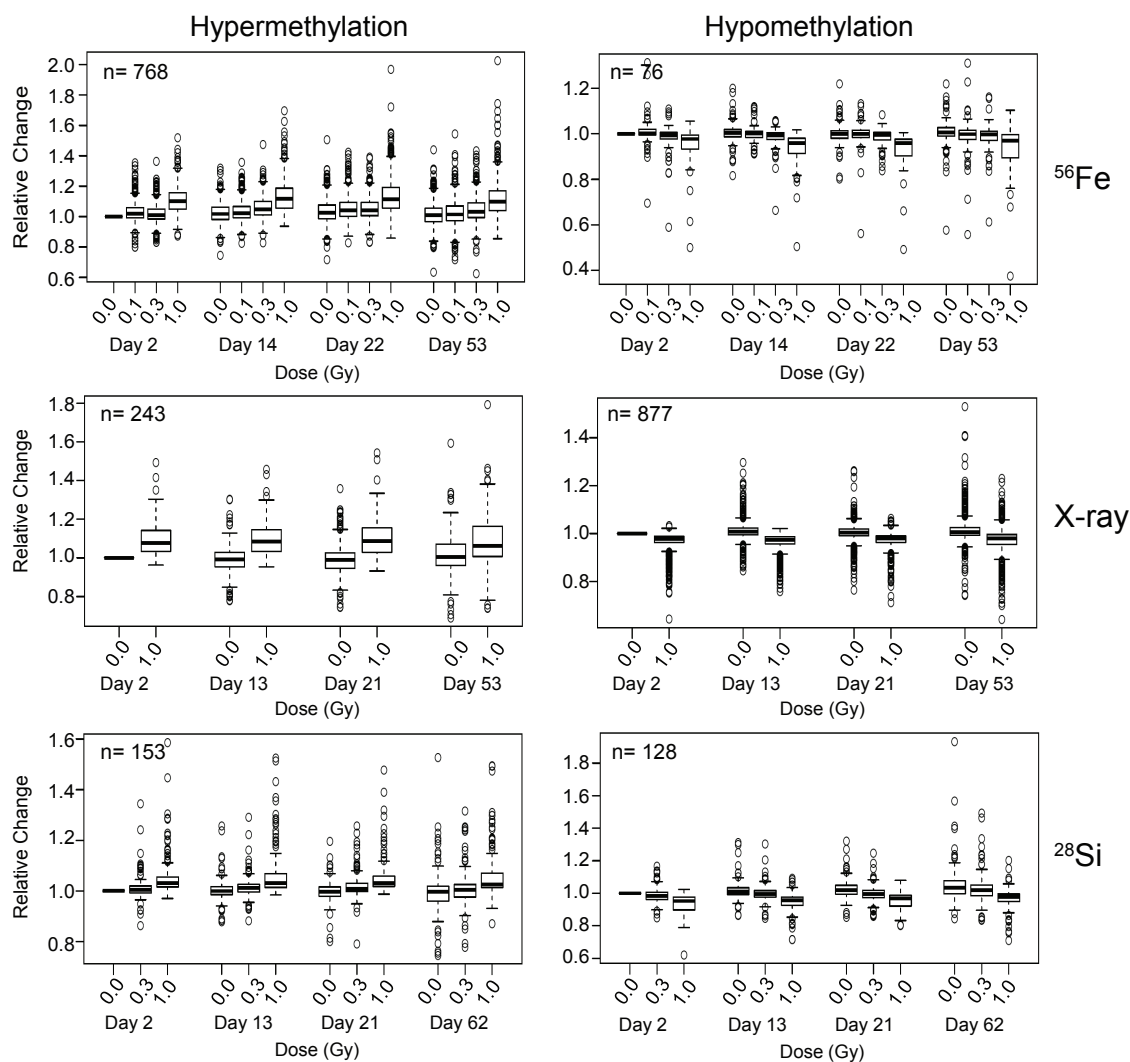 Hypermethylation Hypomethylation
n= 768
n= 76
Relative Change
2.0
1.8
1.6
1.4
1.2
1.0
0.8
0.6
1.2
1.0
0.8
0.6
0.4
56Fe
0.0 0.1 0.3 1.0 0.0 0.1 0.3 1.0 0.0 0.1 0.3 1.0 0.0 0.1 0.3 1.0
Day 2 Day 14 Day 22 Day 53
Dose (Gy)
0.0 0.1 0.3 1.0 0.0 0.1 0.3 1.0 0.0 0.1 0.3 1.0 0.0 0.1 0.3 1.0
Day 2 Day 14 Day 22 Day 53
Dose (Gy)
n= 243
n= 877
Relative Change
1.8
1.6
1.4
1.2
1.0
0.8
1.4
1.2
1.0
0.8
X-ray
0.0 1.0 0.0 1.0 0.0 1.0 0.0 1.0
Day 2 Day 13 Day 21 Day 53
Dose (Gy)
0.0 1.0 0.0 1.0 0.0 1.0 0.0 1.0
Day 2 Day 13 Day 21 Day 53
Dose (Gy)
n= 153
n= 128
Relative Change
1.6
1.4
1.2
1.0
0.8
1.8
1.6
1.4
1.2
1.0
0.8
0.6
28Si
0.0 0.3 1.0 0.0 0.3 1.0 0.0 0.3 1.0 0.0 0.3 1.0
Day 2 Day 13 Day 21 Day 62
Dose (Gy)
0.0 0.3 1.0 0.0 0.3 1.0 0.0 0.3 1.0 0.0 0.3 1.0
Day 2 Day 13 Day 21 Day 62
Dose (Gy)